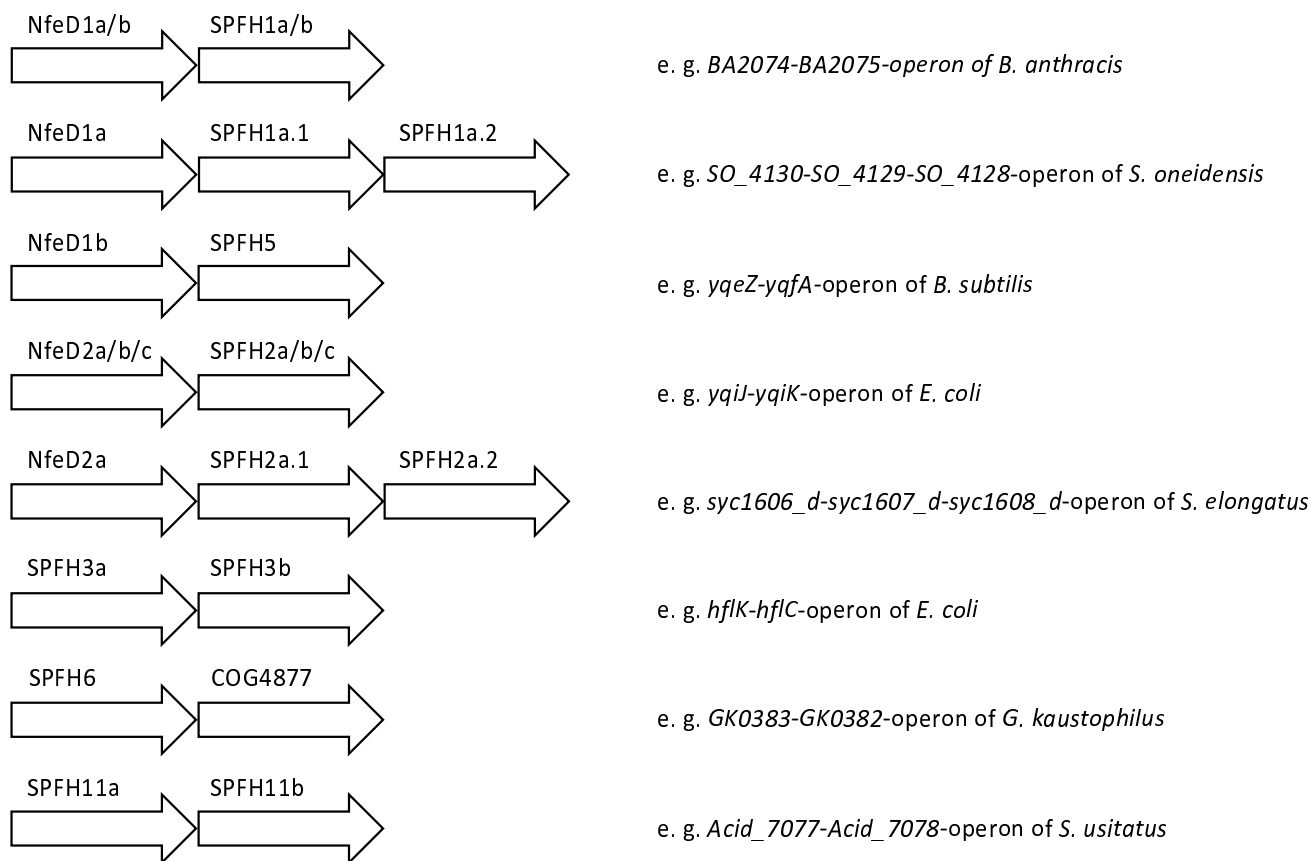 NfeD1a/b SPFH1a/b
e. g. BA2074-BA2075-operon of B. anthracis
NfeD1a SPFH1a.1 SPFH1a.2
e. g. SO_4130-SO_4129-SO_4128-operon of S. oneidensis
NfeD1b SPFH5
e. g. yqeZ-yqfA-operon of B. subtilis
NfeD2a/b/c SPFH2a/b/c
e. g. yqiJ-yqiK-operon of E. coli
NfeD2a SPFH2a.1 SPFH2a.2
e. g. syc1606_d-syc1607_d-syc1608_d-operon of S. elongatus
SPFH3a SPFH3b
e. g. hflK-hflC-operon of E. coli
SPFH6 COG4877
e. g. GK0383-GK0382-operon of G. kaustophilus
SPFH11a SPFH11b
e. g. Acid_7077-Acid_7078-operon of S. usitatus